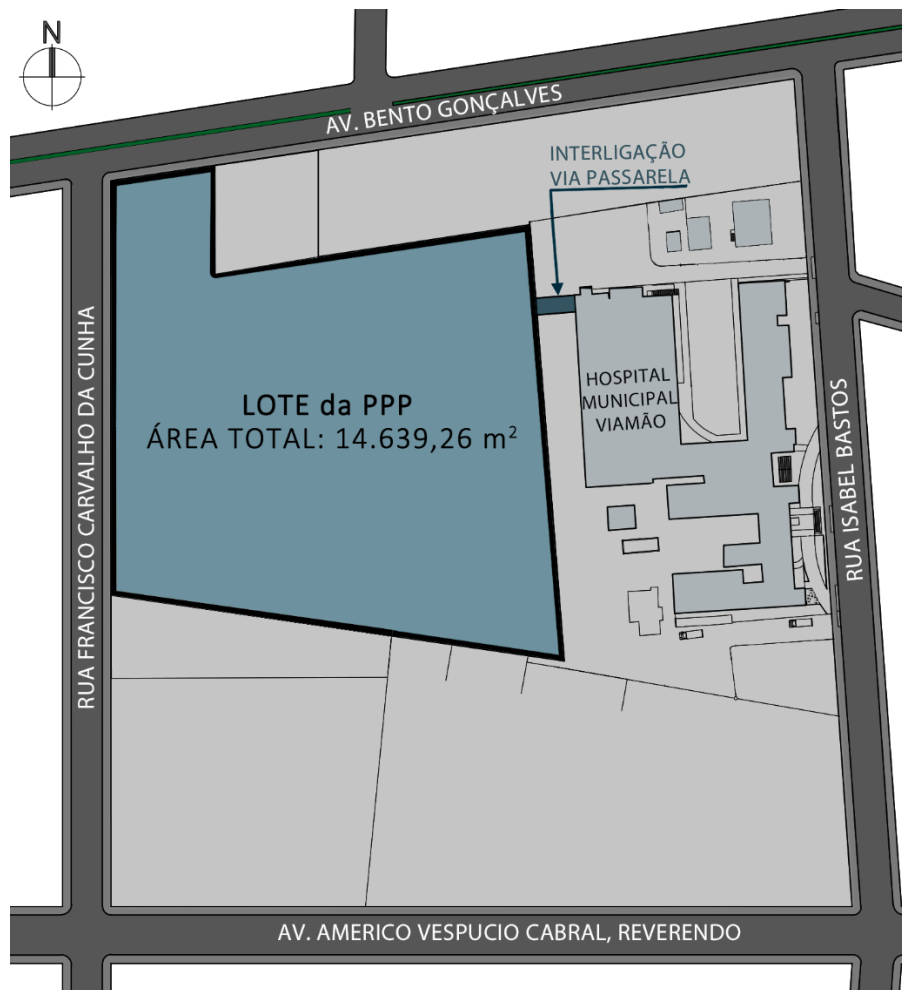 N
AV. BENTO GONÇALVES
INTERLIGAÇÃO
VIA PASSARELA
RUA FRANCISCO CARVALHO DA CUNHA
LOTE da PPP
ÁREA TOTAL: 14.639,26 m²
HOSPITAL
MUNICIPAL
VIAMÃO
RUA ISABEL BASTOS
AV. AMERICO VESPUCIO CABRAL, REVERENDO